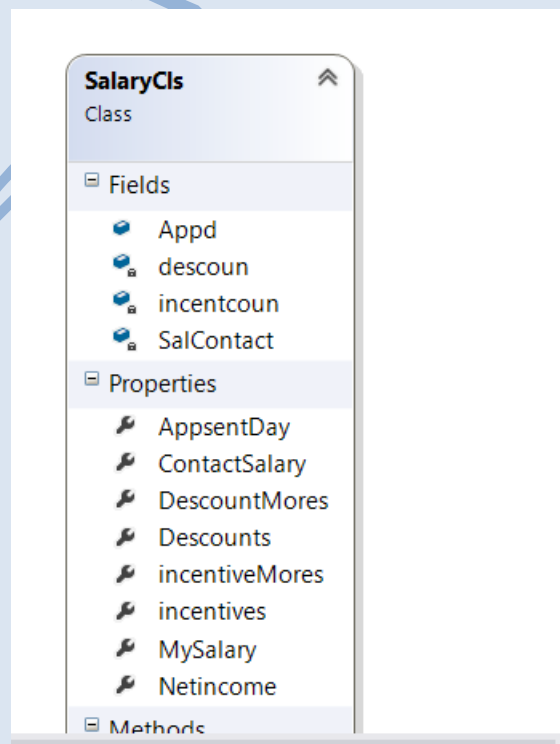 SalaryCls
Class
Fields
Appd
descoun
incentcoun
SalContact
Properties
AppsentDay
ContactSalary
DescountMores
Descounts
incentiveMores
incentives
MySalary
Netincome
Methods